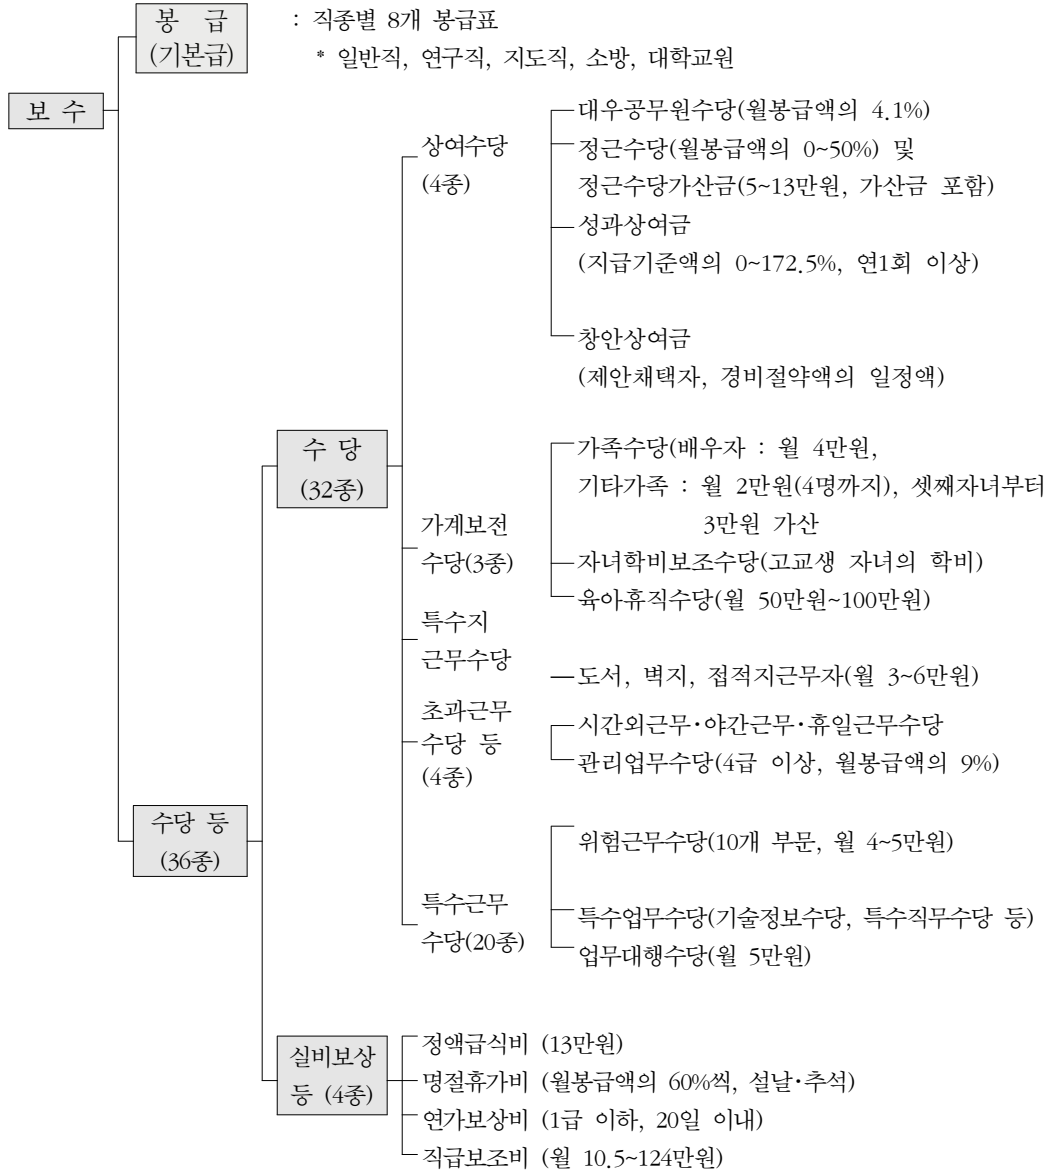 봉 급
(기본급)
: 직종별 8개 봉급표
* 일반직, 연구직, 지도직, 소방, 대학교원
보 수
상여수당
(4종)
대우공무원수당(월봉급액의 4.1%)
정근수당(월봉급액의 0~50%) 및
정근수당가산금(5~13만원, 가산금 포함)
성과상여금
(지급기준액의 0~172.5%, 연1회 이상)
창안상여금
(제안채택자, 경비절약액의 일정액)
수 당
(32종)
가계보전
수당(3종)
가족수당(배우자 : 월 4만원,
기타가족 : 월 2만원(4명까지), 셋째자녀부터
3만원 가산
자녀학비보조수당(고교생 자녀의 학비)
육아휴직수당(월 50만원~100만원)
특수지
근무수당
도서, 벽지, 접적지근무자(월 3~6만원)
초과근무
수당 등
(4종)
시간외근무·야간근무·휴일근무수당
관리업무수당(4급 이상, 월봉급액의 9%)
수당 등
(36종)
특수근무
수당(20종)
위험근무수당(10개 부문, 월 4~5만원)
특수업무수당(기술정보수당, 특수직무수당 등)
업무대행수당(월 5만원)
실비보상
등 (4종)
정액급식비 (13만원)
명절휴가비 (월봉급액의 60%씩, 설날·추석)
연가보상비 (1급 이하, 20일 이내)
직급보조비 (월 10.5~124만원)